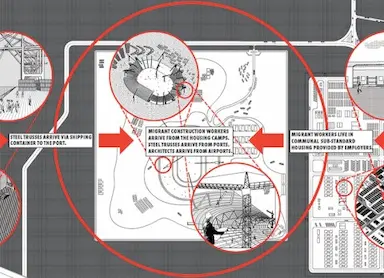 STEEL TRUSSES ARRIVE VIA SHIPPING
CONTAINER TO THE PORT.
MIGRANT CONSTRUCTION WORKERS
ARRIVE FROM THE HOUSING CAMPS.
STEEL TRUSSES ARRIVE FROM PORTS.
ARCHITECTS ARRIVE FROM AIRPORTS.
MIGRANT WORKERS LIVE IN
COMMUNAL SUB-STANDARD
HOUSING PROVIDED BY EMPLOYERS.